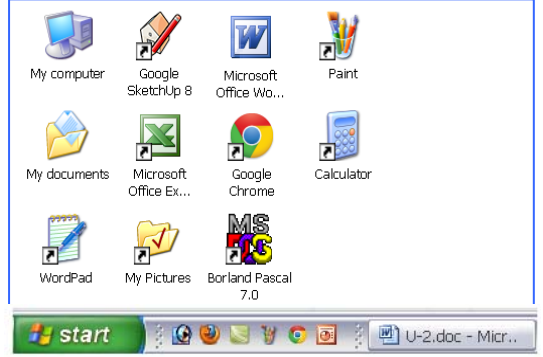 My computer
Google
SketchUp 8
Microsoft
Office Wo...
Paint
My documents
Microsoft
Office Ex...
Google
Chrome
Calculator
WordPad
My Pictures
MS
Borland Pascal
7.0
start
U-2.doc - Micr..